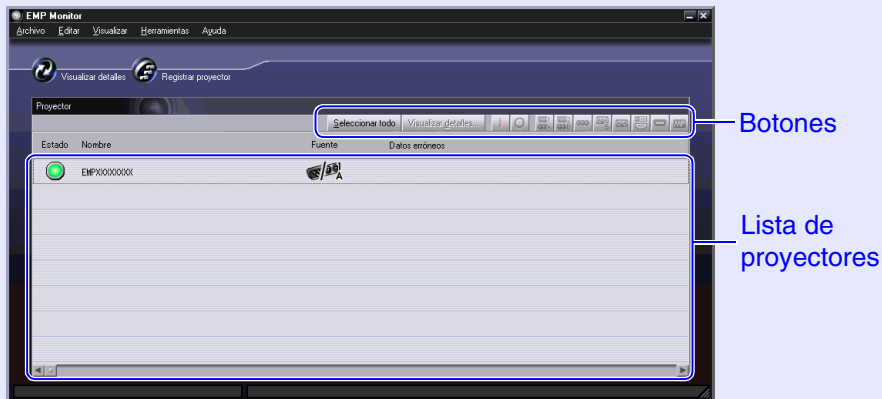 EMP Monitor
Archivo Editar Visualizar Herramientas Ayuda
Visualizar detalles Registrar proyector
Proyector
Seleccionar todo Visualizar detalles...
Botones
Estado Nombre Fuente Datos erróneos
EMPXXXXXXXX
Lista de
proyectores